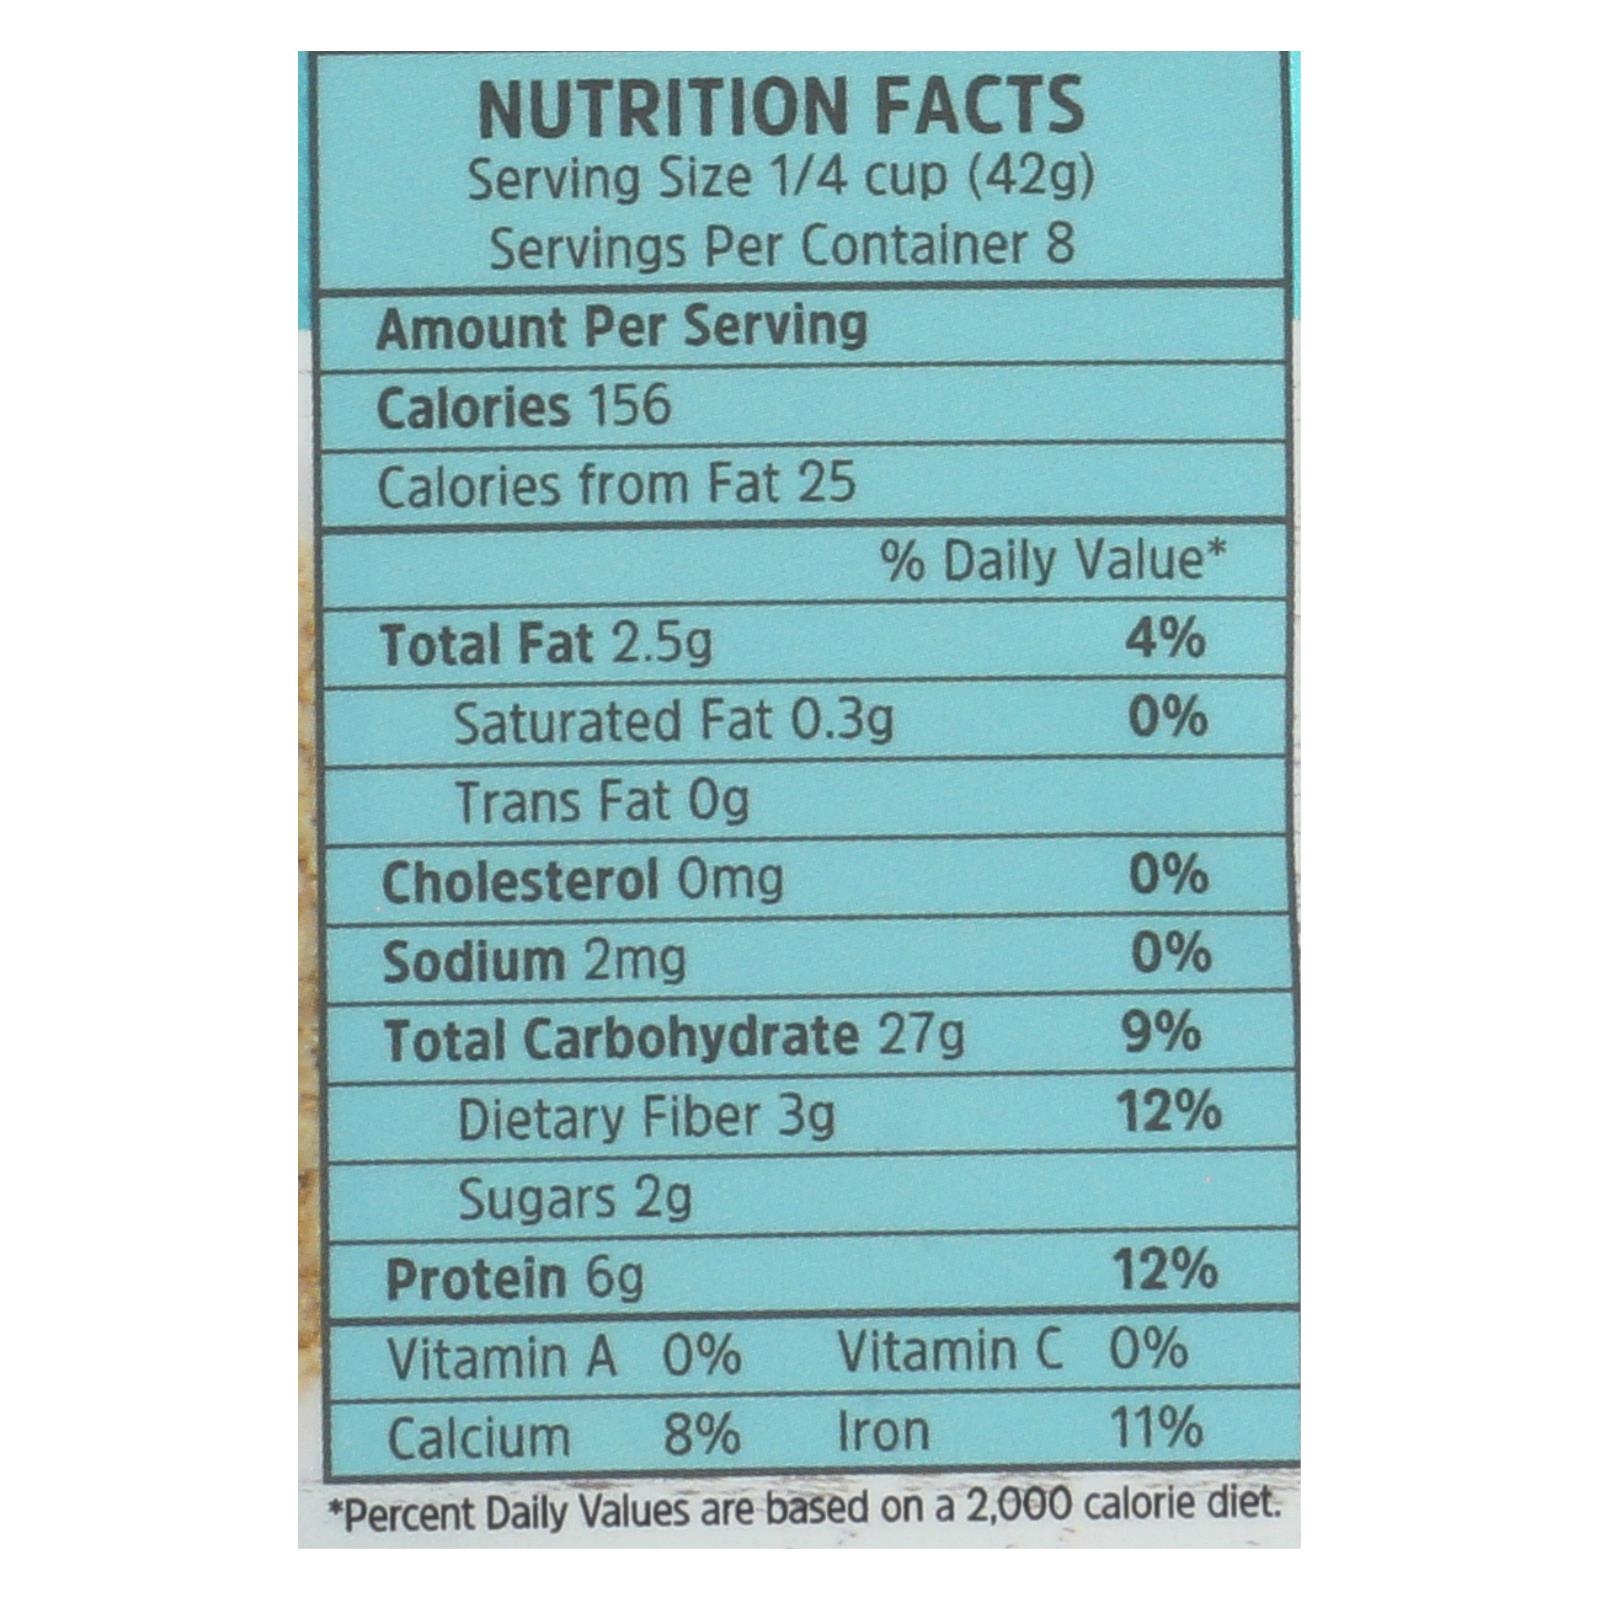 NUTRITION FACTS
Serving Size 1/4 cup (42g)
Servings Per Container 8
Amount Per Serving
Calories 156
Calories from Fat 25
% Daily Value*
Total Fat 2.5g 4%
Saturated Fat 0.3g 0%
Trans Fat 0g
Cholesterol 0mg 0%
Sodium 2mg 0%
Total Carbohydrate 27g 9%
Dietary Fiber 3g 12%
Sugars 2g
Protein 6g 12%
Vitamin A 0% Vitamin C 0%
Calcium 8% Iron 11%
*Percent Daily Values are based on a 2,000 calorie diet.